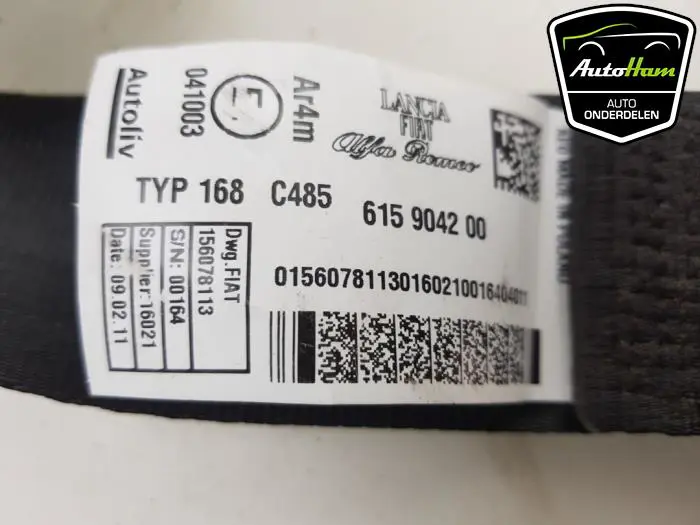 AutoHam
AUTO
ONDERDELEN
Autoliv
041003
E
Ar4m
LANCIA
FIAT
Alfa Romeo
TYP 168 C485 615 9042 00
Dwg.FIAT
156078113
S/N: 00164
Supplier:16021
Date: 09.02.11
01560781130160210016404011